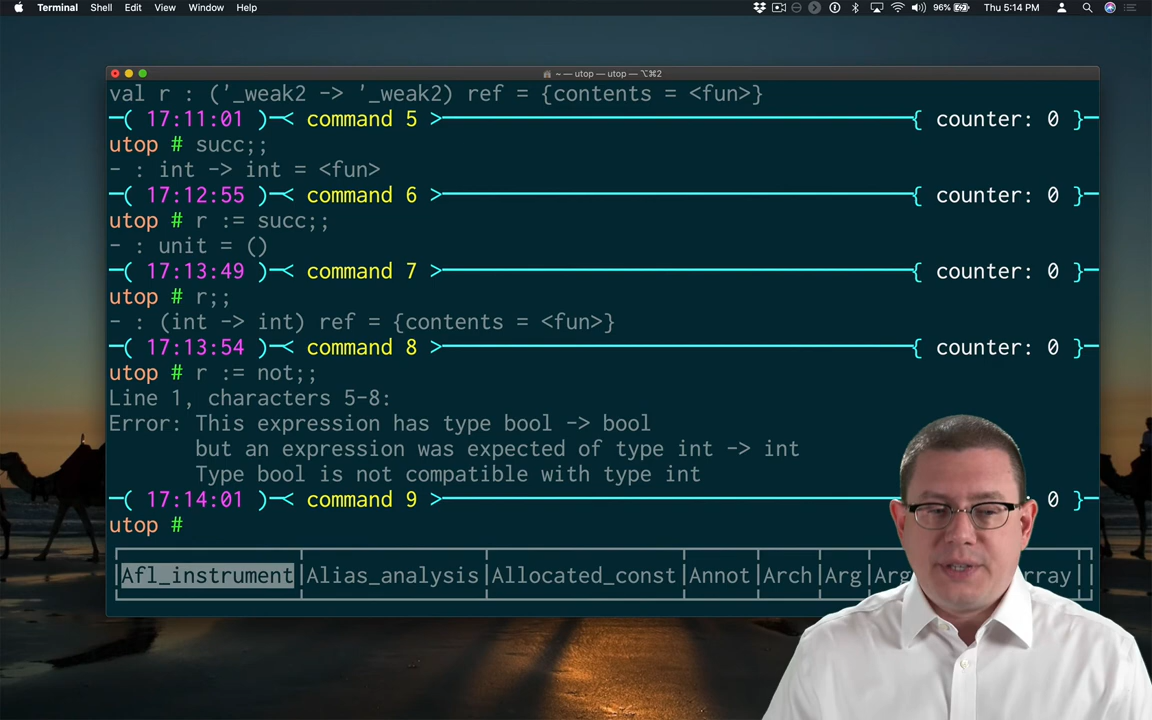 Terminal Shell Edit View Window Help 96% Thu 5:14 PM
~ — utop — utop — ⌥⌘2
val r : ('_weak2 -> '_weak2) ref = {contents = <fun>}
—( 17:11:01 )—< command 5 >——{ counter: 0 }—
utop # succ;;
- : int -> int = <fun>
—( 17:12:55 )—< command 6 >——{ counter: 0 }—
utop # r := succ;;
- : unit = ()
—( 17:13:49 )—< command 7 >——{ counter: 0 }—
utop # r;;
- : (int -> int) ref = {contents = <fun>}
—( 17:13:54 )—< command 8 >——{ counter: 0 }—
utop # r := not;;
Line 1, characters 5-8:
Error: This expression has type bool -> bool
but an expression was expected of type int -> int
Type bool is not compatible with type int
—( 17:14:01 )—< command 9 >—— 0 }—
utop #
Afl_instrument|Alias_analysis|Allocated_const|Annot|Arch|Arg|Arg rray